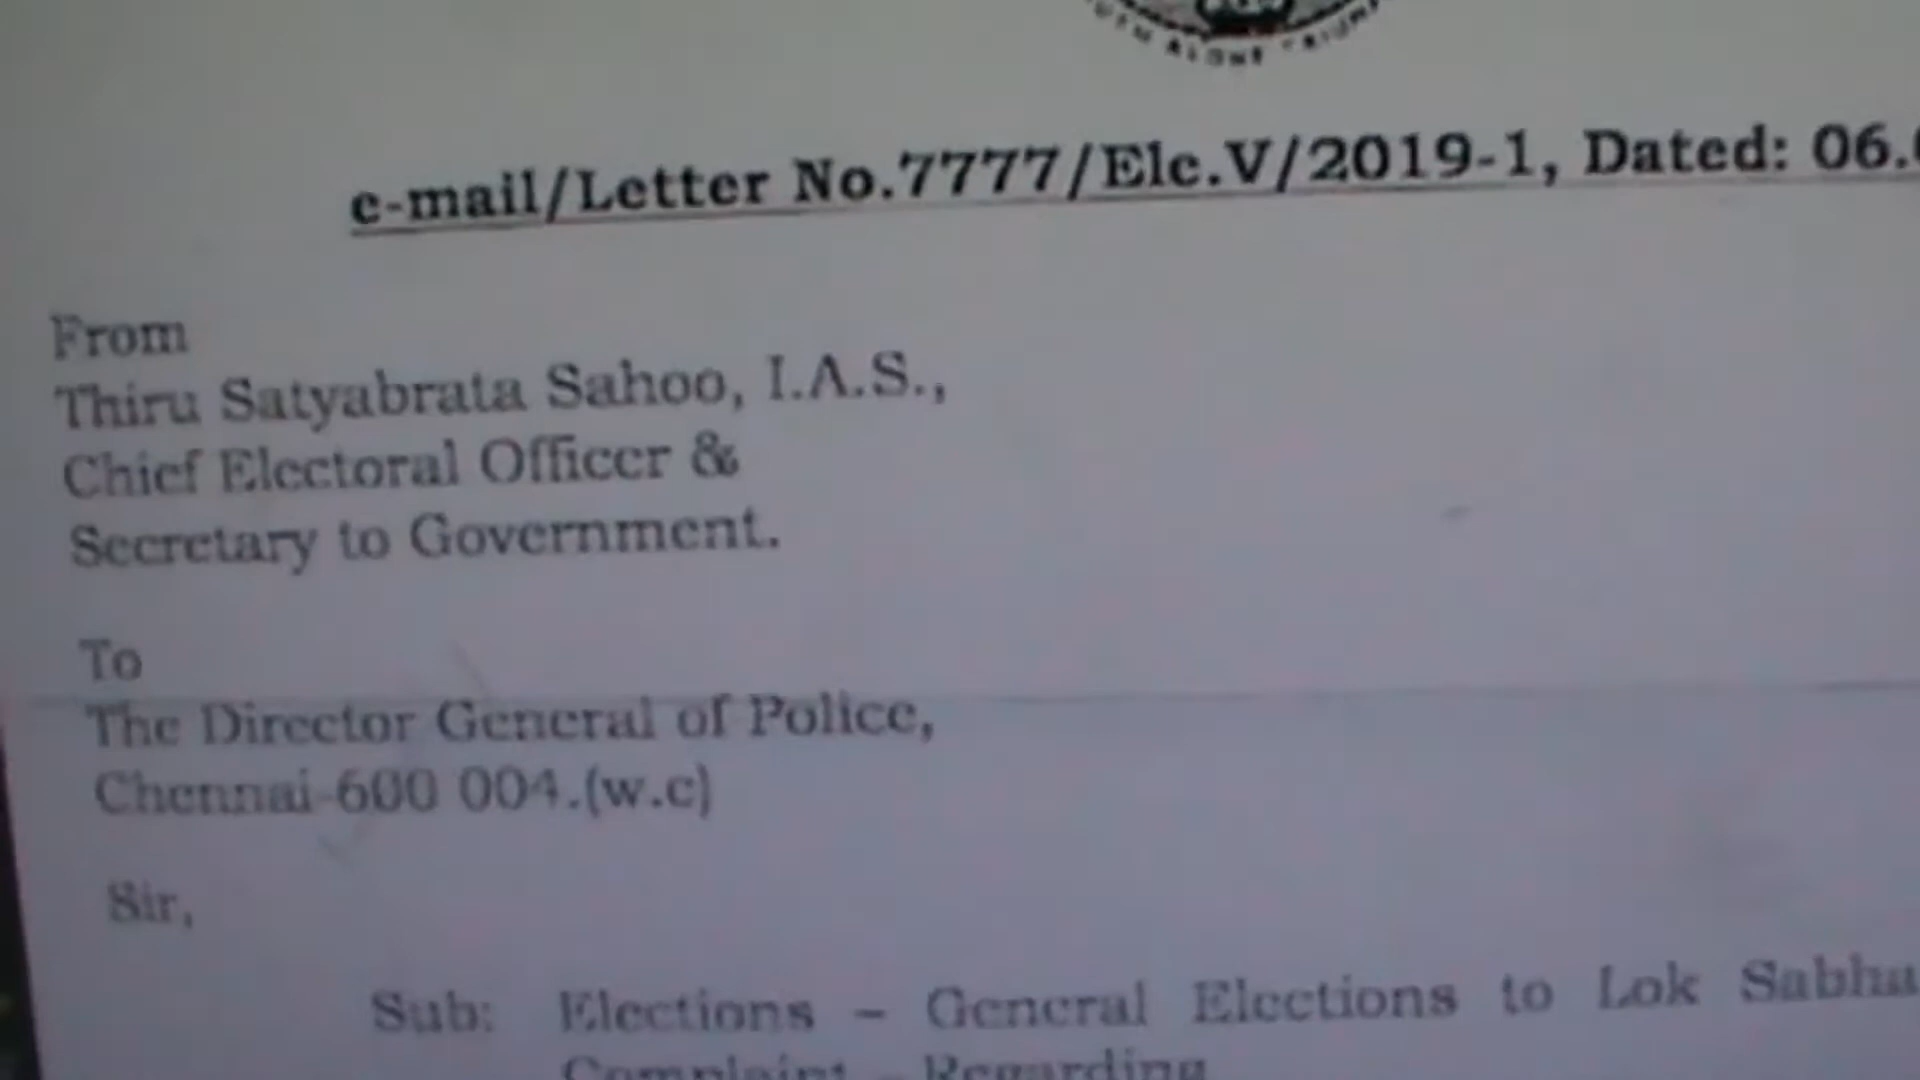 ALONE
e-mail/Letter No.7777/Elc.V/2019-1, Dated: 06.
From
Thiru Satyabrata Sahoo, I.A.S.,
Chief Electoral Officer &
Secretary to Government.
To
The Director General of Police,
Chennai-600 004.(w.c)
Sir,
Sub: Elections – General Elections to Lok Sabha
Complaint – Regarding